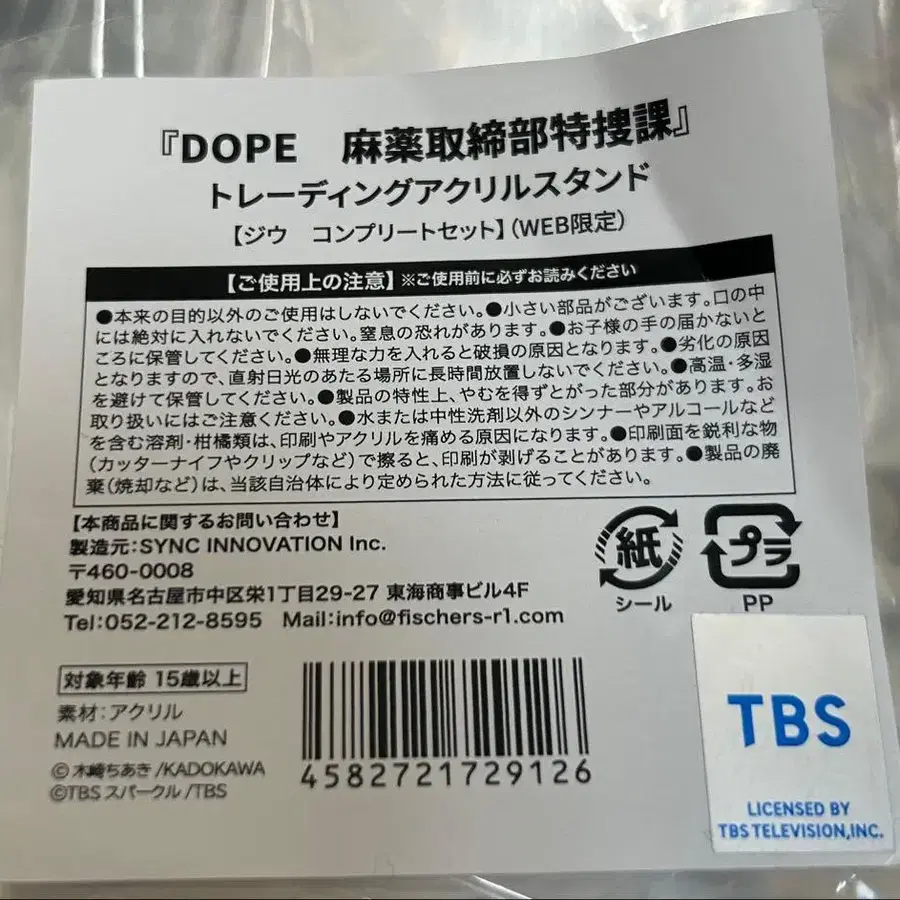 『DOPE　麻薬取締部特捜課』
トレーディングアクリルスタンド
【ジウ　コンプリートセット】(WEB限定)
【ご使用上の注意】※ご使用前に必ずお読みください
●本来の目的以外のご使用はしないでください。●小さい部品がございます。口の中
には絶対に入れないでください。窒息の恐れがあります。●お子様の手の届かないと
ころに保管してください。●無理な力を入れると破損の原因となります。●劣化の原因
となりますので、直射日光のあたる場所に長時間放置しないでください。●高温・多湿
を避けて保管してください。●製品の特性上、やむを得ずとがった部分があります。お
取り扱いにはご注意ください。●水または中性洗剤以外のシンナーやアルコールなど
を含む溶剤・柑橘類は、印刷やアクリルを痛める原因になります。●印刷面を鋭利な物
(カッターナイフやクリップなど)で擦ると、印刷が剥げることがあります。●製品の廃
棄(焼却など)は、当該自治体により定められた方法に従ってください。
【本商品に関するお問い合わせ】
製造元:SYNC INNOVATION Inc.
〒460-0008
愛知県名古屋市中区栄1丁目29-27 東海商事ビル4F
Tel:052-212-8595　Mail:info@fischers-r1.com
紙
シール
プラ
PP
対象年齢 15歳以上
素材:アクリル
MADE IN JAPAN
©木崎ちあき/KADOKAWA
©TBSスパークル/TBS
4582721729126
TBS
LICENSED BY
TBS TELEVISION,INC.